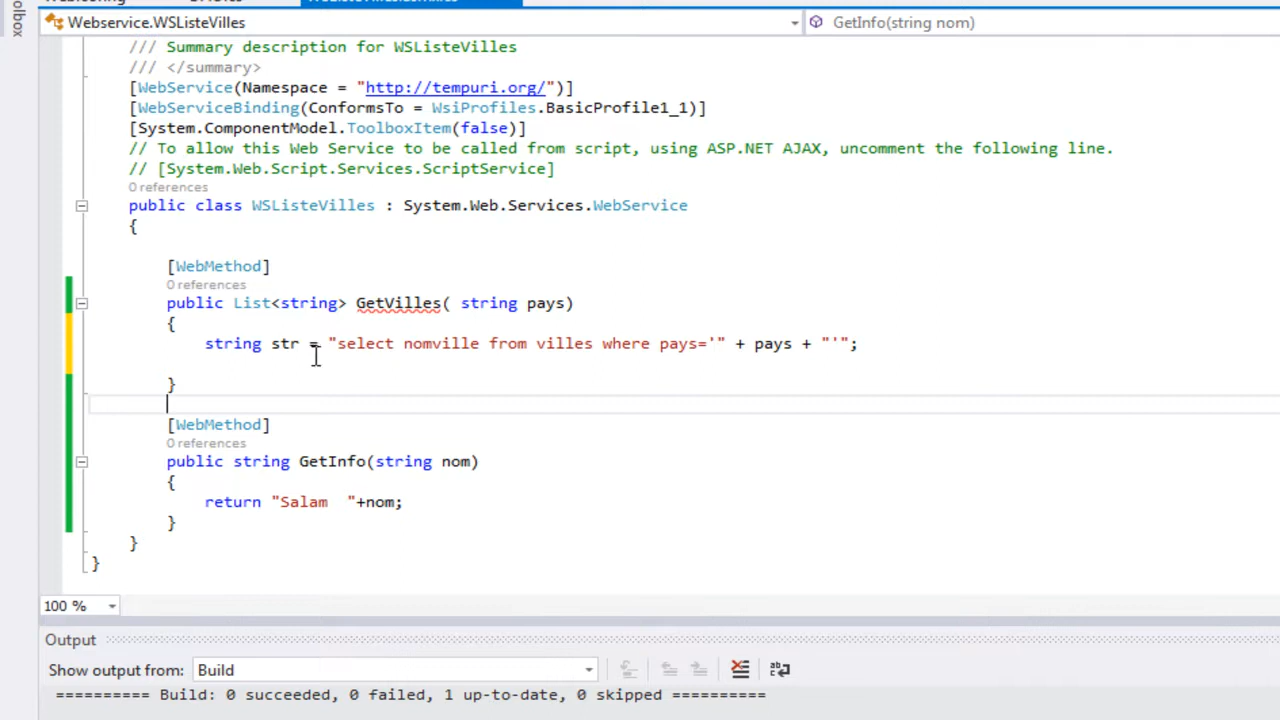 oolbox
Webservice.WSListeVilles
GetInfo(string nom)
/// Summary description for WSListeVilles
/// </summary>
[WebService(Namespace = "http://tempuri.org/")]
[WebServiceBinding(ConformsTo = WsiProfiles.BasicProfile1_1)]
[System.ComponentModel.ToolboxItem(false)]
// To allow this Web Service to be called from script, using ASP.NET AJAX, uncomment the following line.
// [System.Web.Script.Services.ScriptService]
0 references
public class WSListeVilles : System.Web.Services.WebService
{
[WebMethod]
0 references
public List<string> GetVilles( string pays)
{
string str = "select nomville from villes where pays='" + pays + "'";
}
[WebMethod]
0 references
public string GetInfo(string nom)
{
return "Salam  "+nom;
}
}
}
100 %
Output
Show output from: Build
========== Build: 0 succeeded, 0 failed, 1 up-to-date, 0 skipped ==========